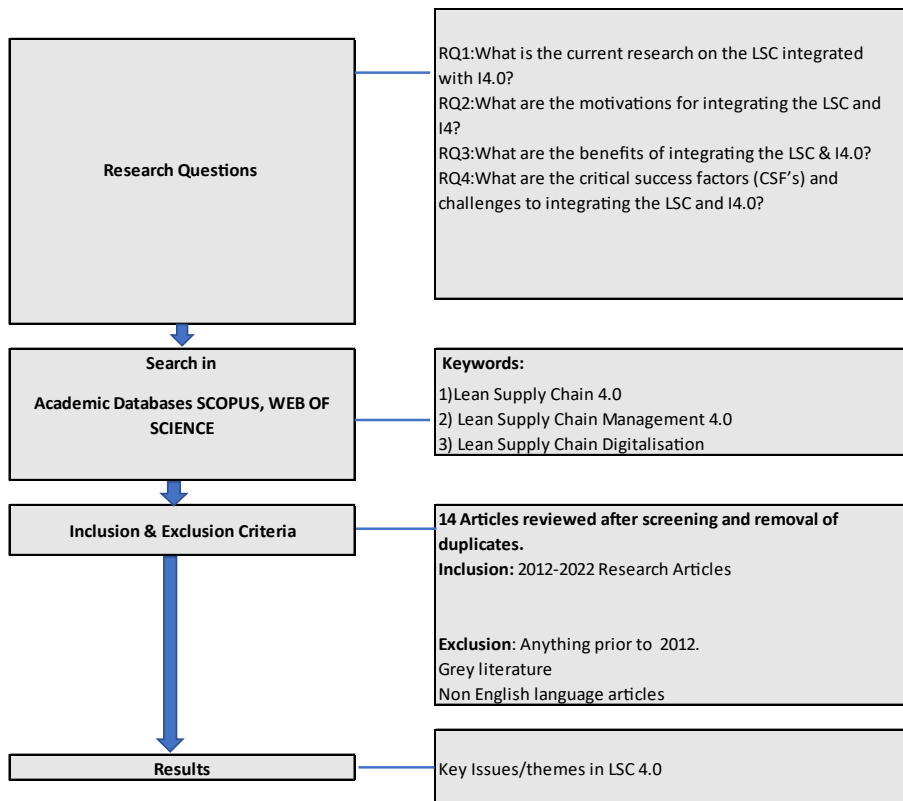 Research Questions
RQ1:What is the current research on the LSC integrated
with I4.0?
RQ2:What are the motivations for integrating the LSC and
I4?
RQ3:What are the benefits of integrating the LSC & I4.0?
RQ4:What are the critical success factors (CSF’s) and
challenges to integrating the LSC and I4.0?
Search in
Academic Databases SCOPUS, WEB OF
SCIENCE
Keywords:
1)Lean Supply Chain 4.0
2) Lean Supply Chain Management 4.0
3) Lean Supply Chain Digitalisation
Inclusion & Exclusion Criteria
14 Articles reviewed after screening and removal of
duplicates.
Inclusion: 2012-2022 Research Articles
Exclusion: Anything prior to 2012.
Grey literature
Non English language articles
Results
Key Issues/themes in LSC 4.0